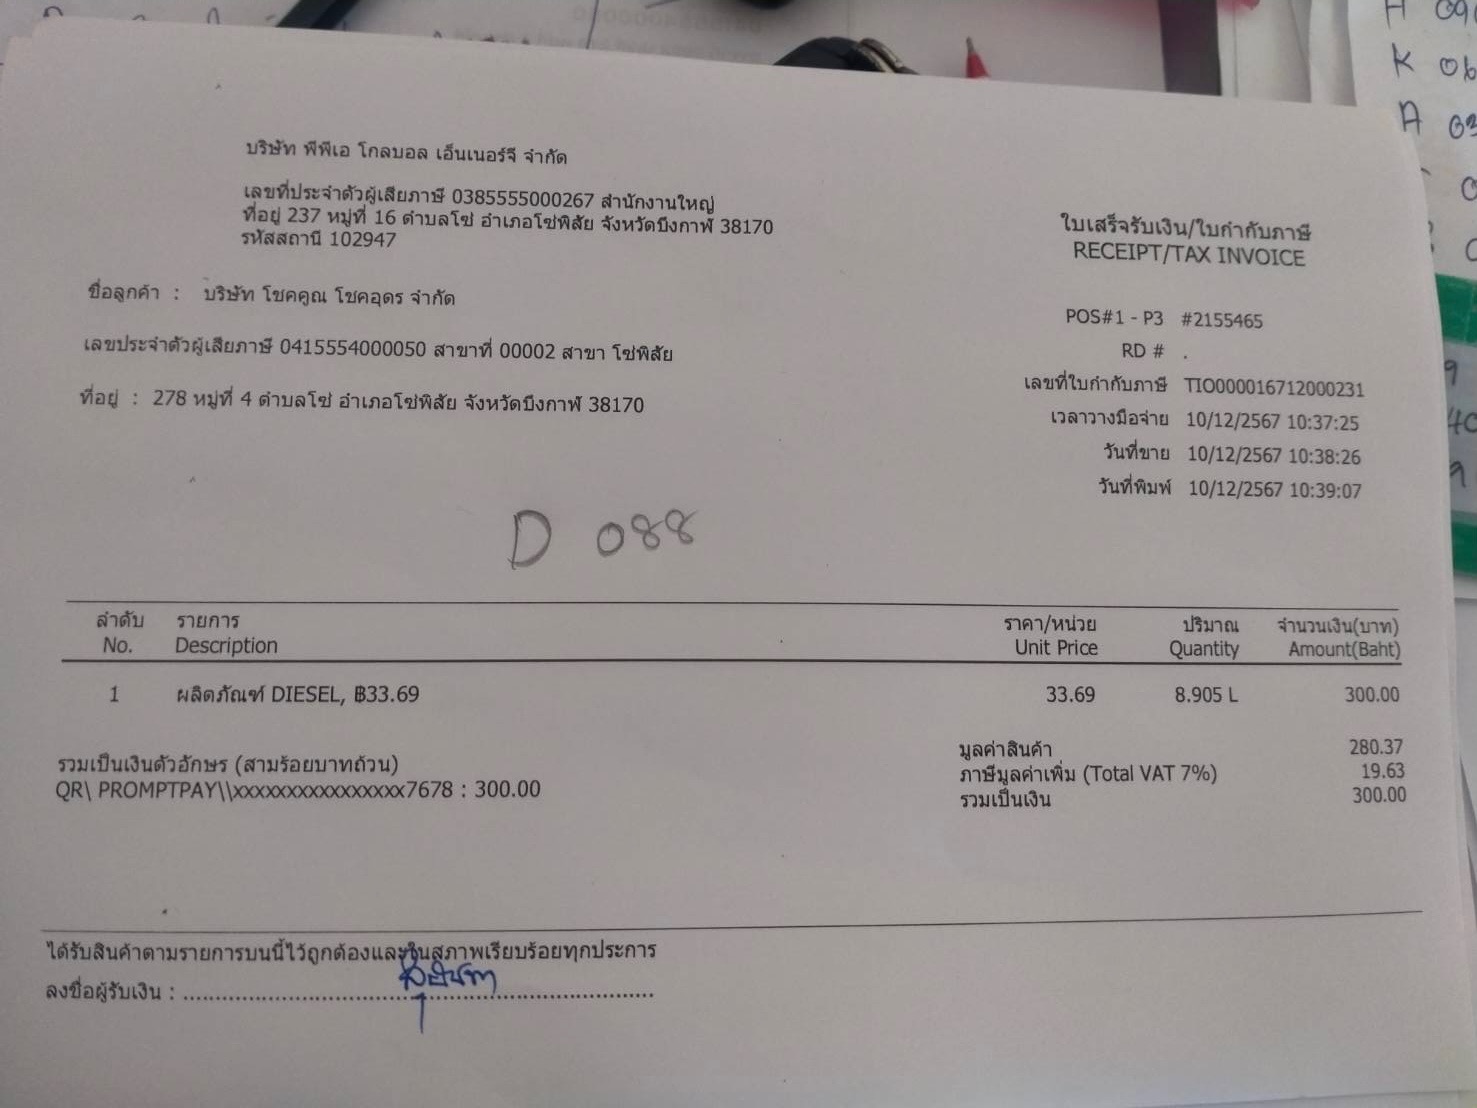 บริษัท พีพีเอ โกลบอล เอ็นเนอร์จี จำกัด
เลขที่ประจำตัวผู้เสียภาษี 0385555000267 สำนักงานใหญ่
ที่อยู่ 237 หมู่ที่ 16 ตำบลโซ่ อำเภอโซ่พิสัย จังหวัดบึงกาฬ 38170
รหัสสถานี 102947
ใบเสร็จรับเงิน/ใบกำกับภาษี
RECEIPT/TAX INVOICE
ชื่อลูกค้า : บริษัท โชคคูณ โชคอุดร จำกัด
เลขประจำตัวผู้เสียภาษี 0415554000050 สาขาที่ 00002 สาขา โซ่พิสัย
ที่อยู่ : 278 หมู่ที่ 4 ตำบลโซ่ อำเภอโซ่พิสัย จังหวัดบึงกาฬ 38170
POS#1 - P3 #2155465
RD # .
เลขที่ใบกำกับภาษี TIO000016712000231
เวลาวางมือจ่าย 10/12/2567 10:37:25
วันที่ขาย 10/12/2567 10:38:26
วันที่พิมพ์ 10/12/2567 10:39:07
D 088
ลำดับ รายการ ราคา/หน่วย ปริมาณ จำนวนเงิน(บาท)
No. Description Unit Price Quantity Amount(Baht)
1 ผลิตภัณฑ์ DIESEL, ฿33.69 33.69 8.905 L 300.00
มูลค่าสินค้า 280.37
รวมเป็นเงินตัวอักษร (สามร้อยบาทถ้วน)
ภาษีมูลค่าเพิ่ม (Total VAT 7%) 19.63
QR\ PROMPTPAY\\xxxxxxxxxxxxxxxx7678 : 300.00
รวมเป็นเงิน 300.00
ได้รับสินค้าตามรายการบนนี้ไว้ถูกต้องและในสภาพเรียบร้อยทุกประการ
ลงชื่อผู้รับเงิน :